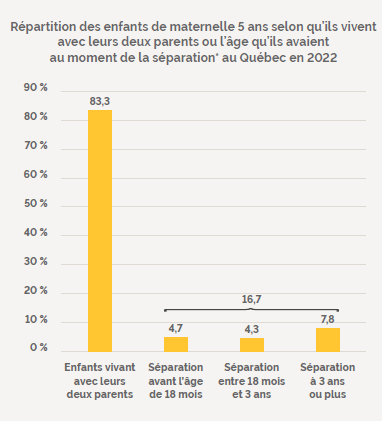 Répartition des enfants de maternelle 5 ans selon qu'ils vivent
avec leurs deux parents ou l'âge qu'ils avaient
au moment de la séparation* au Québec en 2022
90 %
80 %
70 %
60 %
50 %
40 %
30 %
20 %
10 %
0 %
83,3
4,7
4,3
7,8
16,7
Enfants vivant
avec leurs
deux parents
Séparation
avant l'âge
de 18 mois
Séparation
entre 18 mois
et 3 ans
Séparation
à 3 ans
ou plus